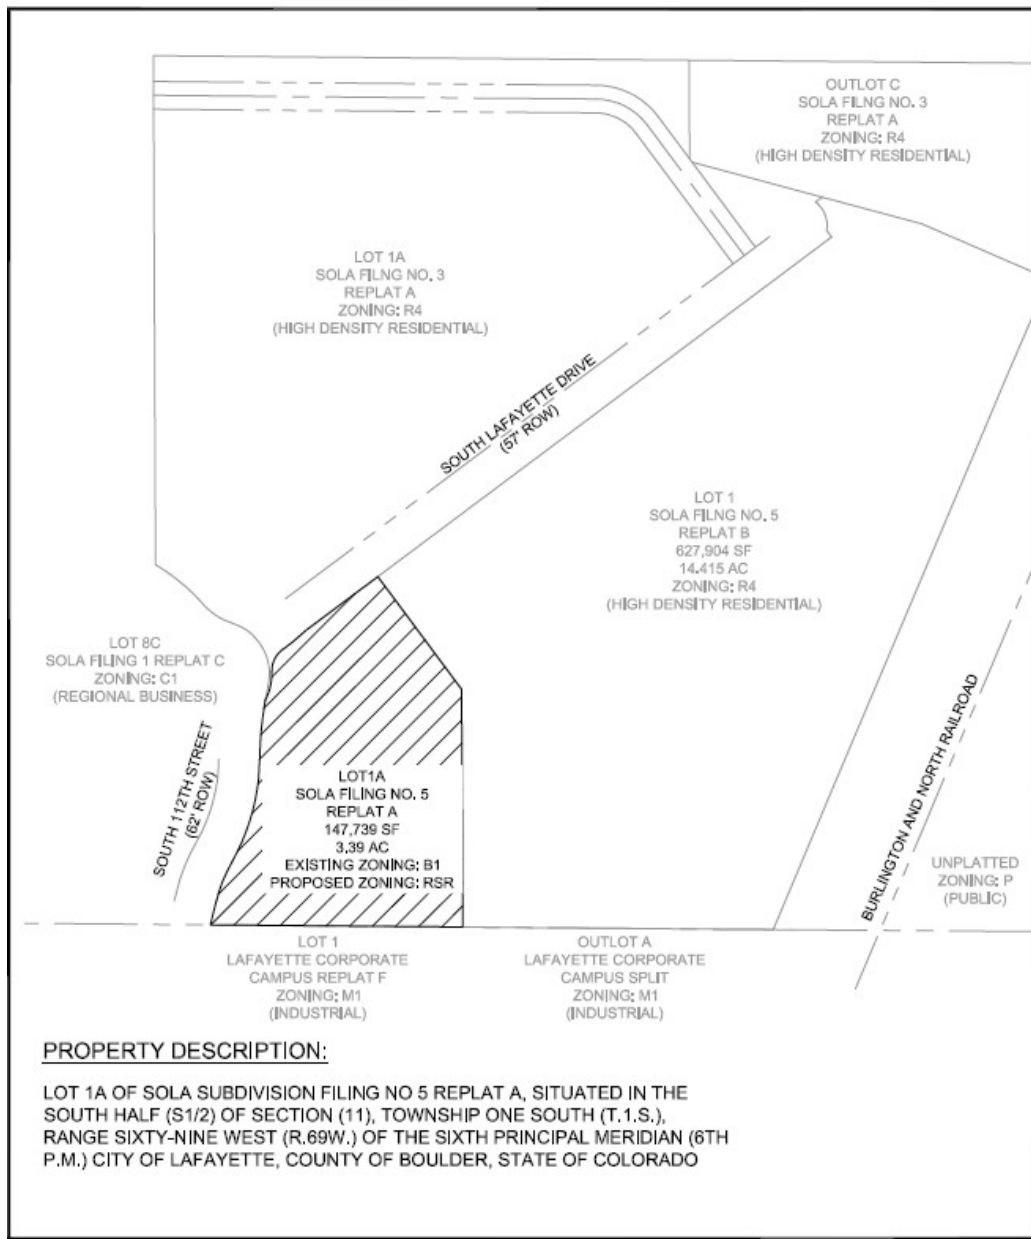 OUTLOT C
SOLA FILNG NO. 3
REPLAT A
ZONING: R4
(HIGH DENSITY RESIDENTIAL)
LOT 1A
SOLA FILNG NO. 3
REPLAT A
ZONING: R4
(HIGH DENSITY RESIDENTIAL)
SOUTH LAFAYETTE DRIVE
(57' ROW)
LOT 1
SOLA FILNG NO. 5
REPLAT B
627,904 SF
14.415 AC
ZONING: R4
(HIGH DENSITY RESIDENTIAL)
LOT 8C
SOLA FILING 1 REPLAT C
ZONING: C1
(REGIONAL BUSINESS)
SOUTH 112TH STREET
(62' ROW)
LOT1A
SOLA FILING NO. 5
REPLAT A
147,739 SF
3.39 AC
EXISTING ZONING: B1
PROPOSED ZONING: RSR
BURLINGTON AND NORTH RAILROAD
UNPLATTED
ZONING: P
(PUBLIC)
LOT 1
LAFAYETTE CORPORATE
CAMPUS REPLAT F
ZONING: M1
(INDUSTRIAL)
OUTLOT A
LAFAYETTE CORPORATE
CAMPUS SPLIT
ZONING: M1
(INDUSTRIAL)
PROPERTY DESCRIPTION:
LOT 1A OF SOLA SUBDIVISION FILING NO 5 REPLAT A, SITUATED IN THE
SOUTH HALF (S1/2) OF SECTION (11), TOWNSHIP ONE SOUTH (T.1.S.),
RANGE SIXTY-NINE WEST (R.69W.) OF THE SIXTH PRINCIPAL MERIDIAN (6TH
P.M.) CITY OF LAFAYETTE, COUNTY OF BOULDER, STATE OF COLORADO